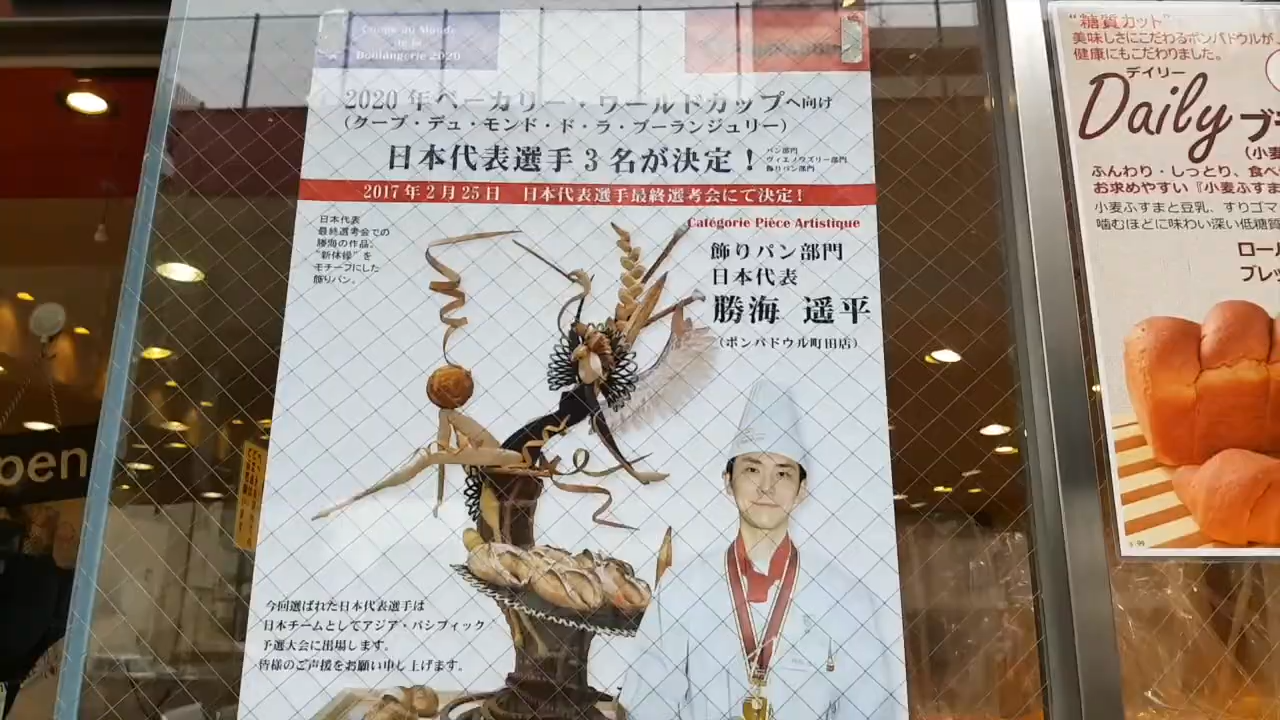 Coupe du Monde
de la
Boulangerie 2020
2020年ベーカリー・ワールドカップへ向け
(クープ・デュ・モンド・ド・ラ・ブーランジュリー)
日本代表選手3名が決定!
パン部門
ヴィエノワズリー部門
飾りパン部門
2017年2月25日 日本代表選手最終選考会にて決定!
日本代表
最終選考会での
勝海の作品。
"新体操"を
モチーフにした
飾りパン。
Catégorie Pièce Artistique
飾りパン部門
日本代表
勝海 遥平
(ポンパドウル町田店)
今回選ばれた日本代表選手は
日本チームとしてアジア・パシフィック
予選大会に出場します。
皆様のご声援をお願い申し上げます。
pen
"糖質カット"
美味しさにこだわるポンパドウルが
健康にもこだわりました。
デイリー
Daily
ブ
(小麦
ふんわり・しっとり、食べ
お求めやすい『小麦ふすま
小麦ふすまと豆乳、すりゴマ
噛むほどに味わい深い低糖質
ロー
ブレッ